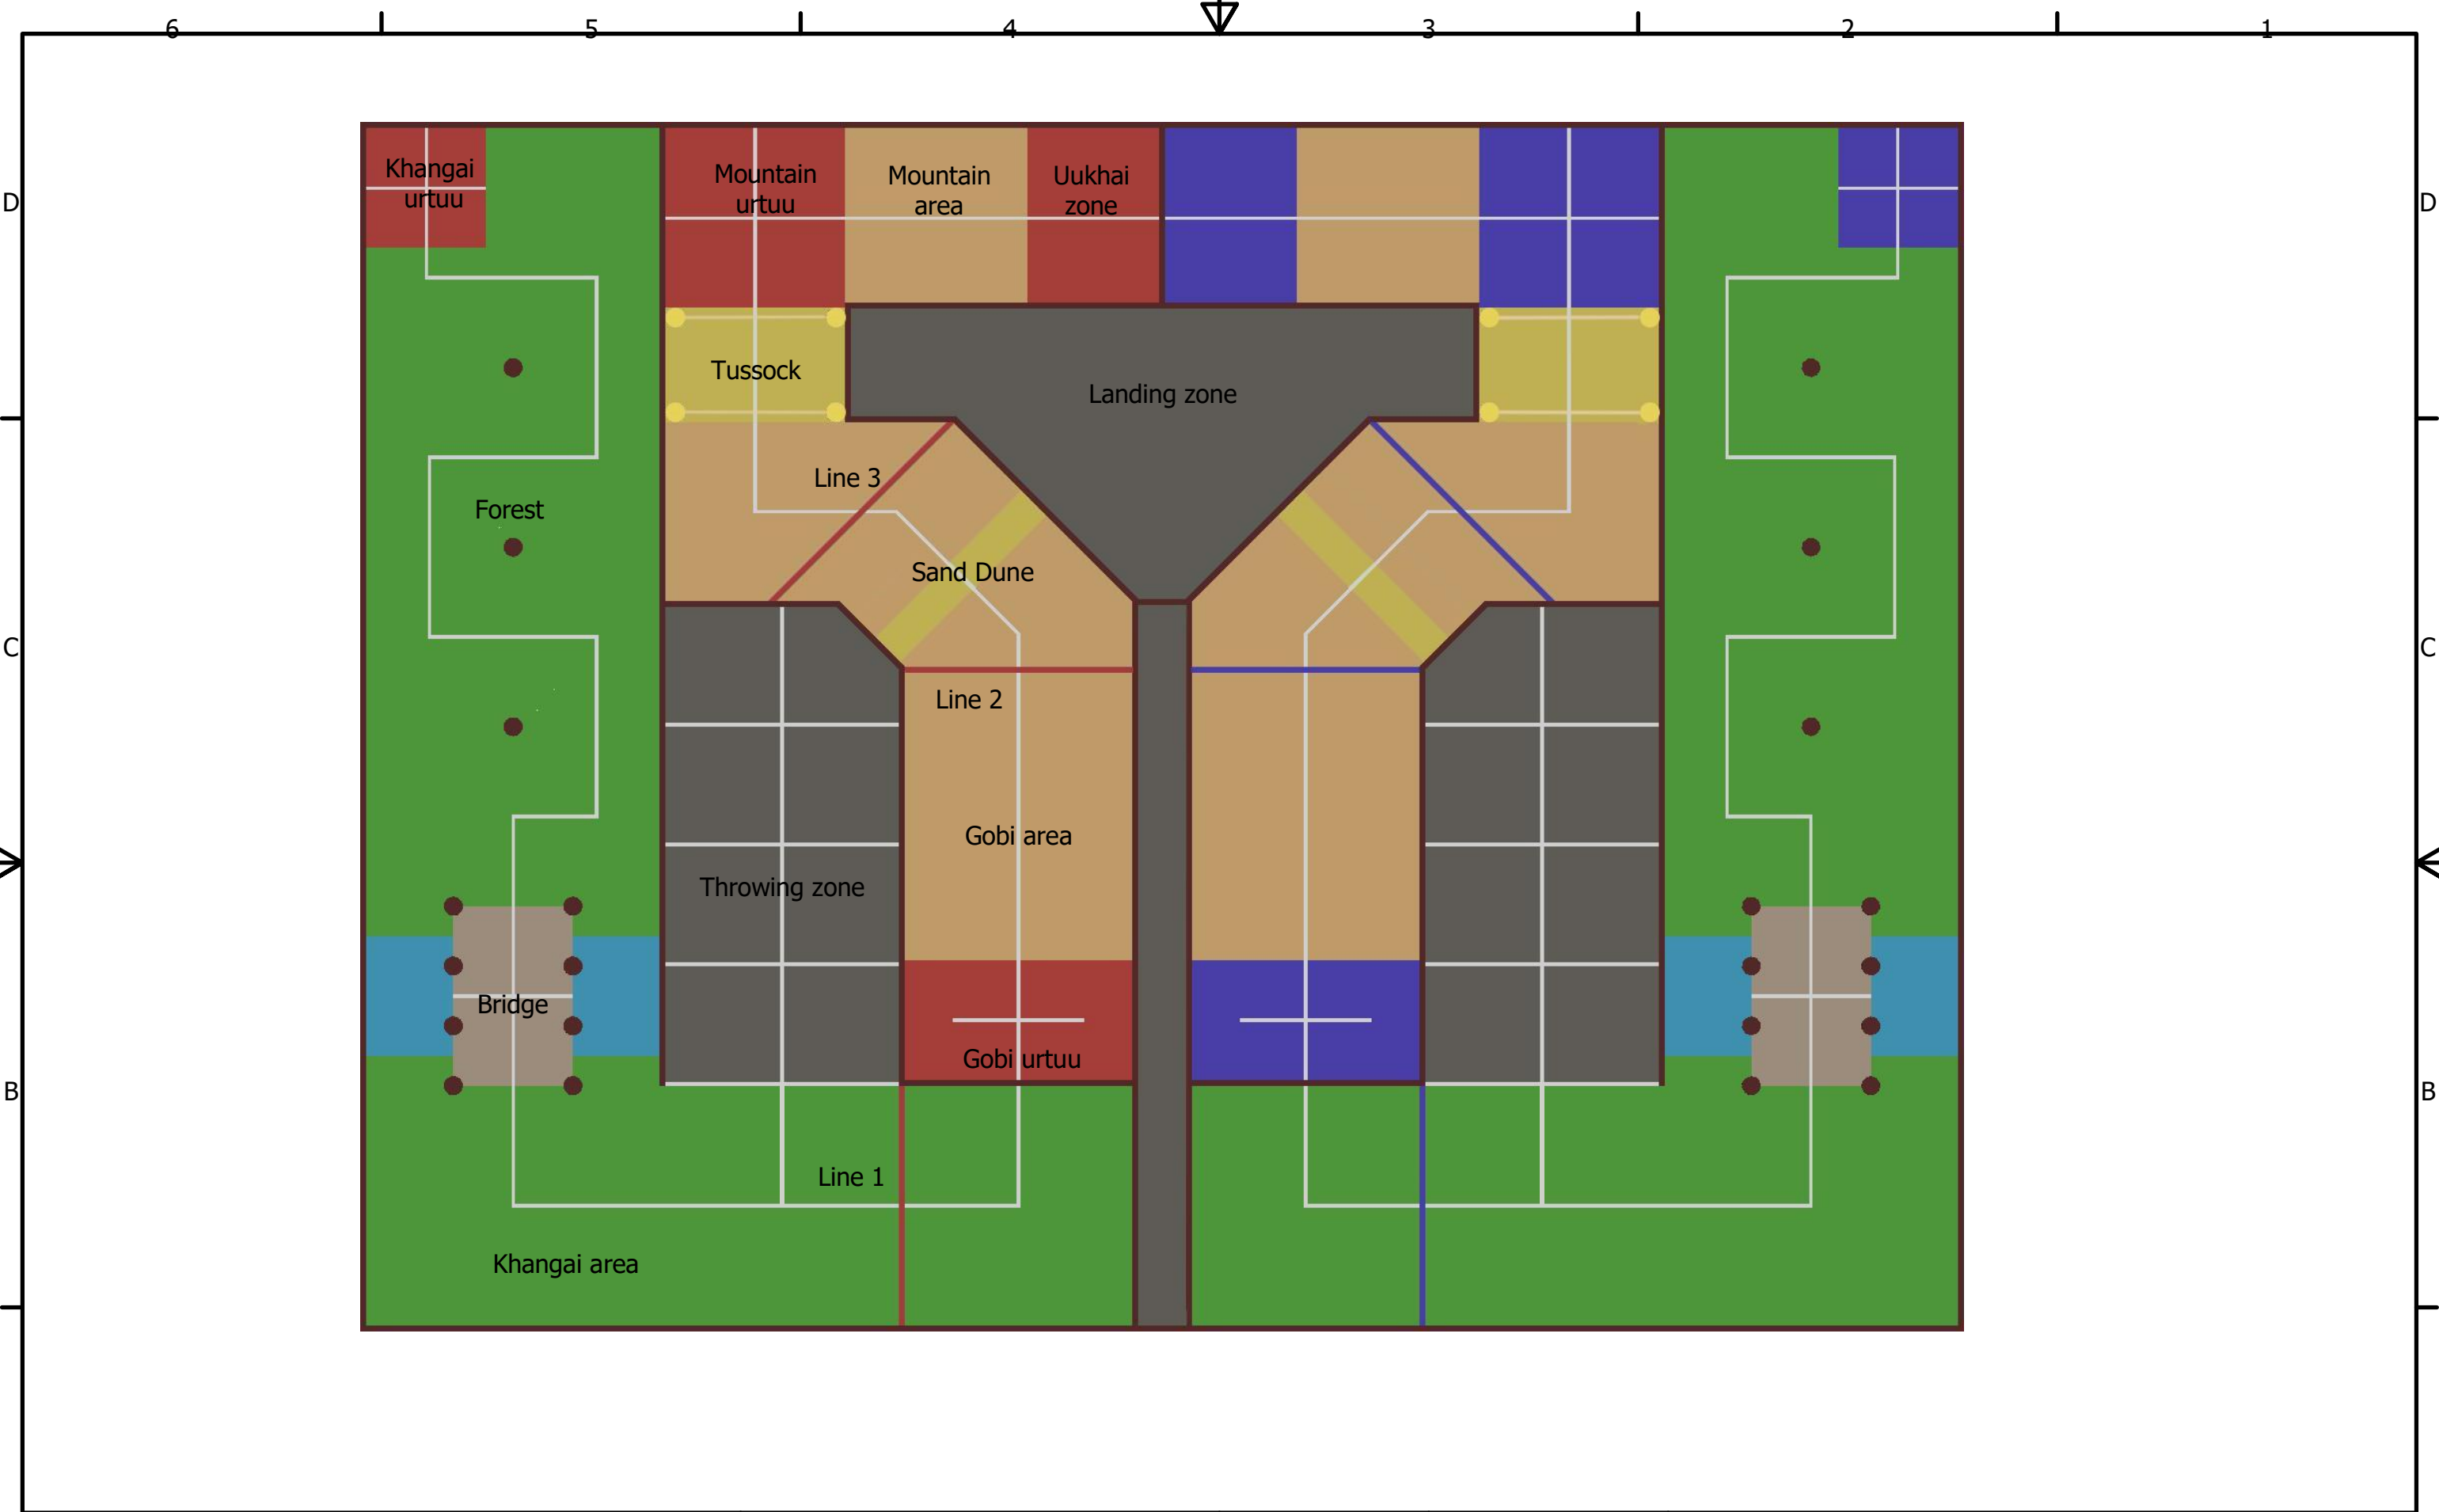 6 5 4 3 2 1
Khangai
urtuu
Mountain
urtuu
Mountain
area
Uukhai
zone
D D
Tussock
Landing zone
Line 3
Forest
Sand Dune
C C
Line 2
Gobi area
Throwing zone
Bridge
Gobi urtuu
B B
Line 1
Khangai area